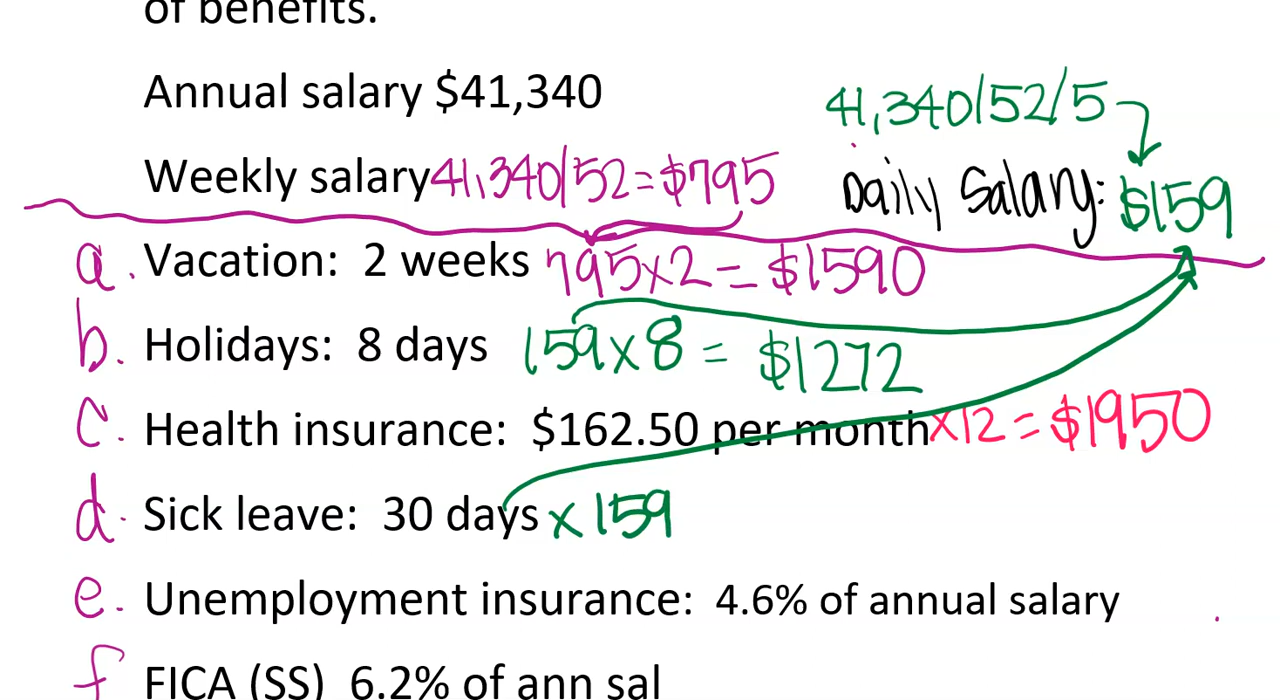 of benefits.
Annual salary $41,340
41,340/52/5
Weekly salary 41,340/52 = $795
Daily Salary: $159
a. Vacation: 2 weeks 795x2 = $1590
b. Holidays: 8 days 159x8 = $1272
c. Health insurance: $162.50 per month x12 = $1950
d. Sick leave: 30 days x 159
e. Unemployment insurance: 4.6% of annual salary
f FICA (SS) 6.2% of ann sal